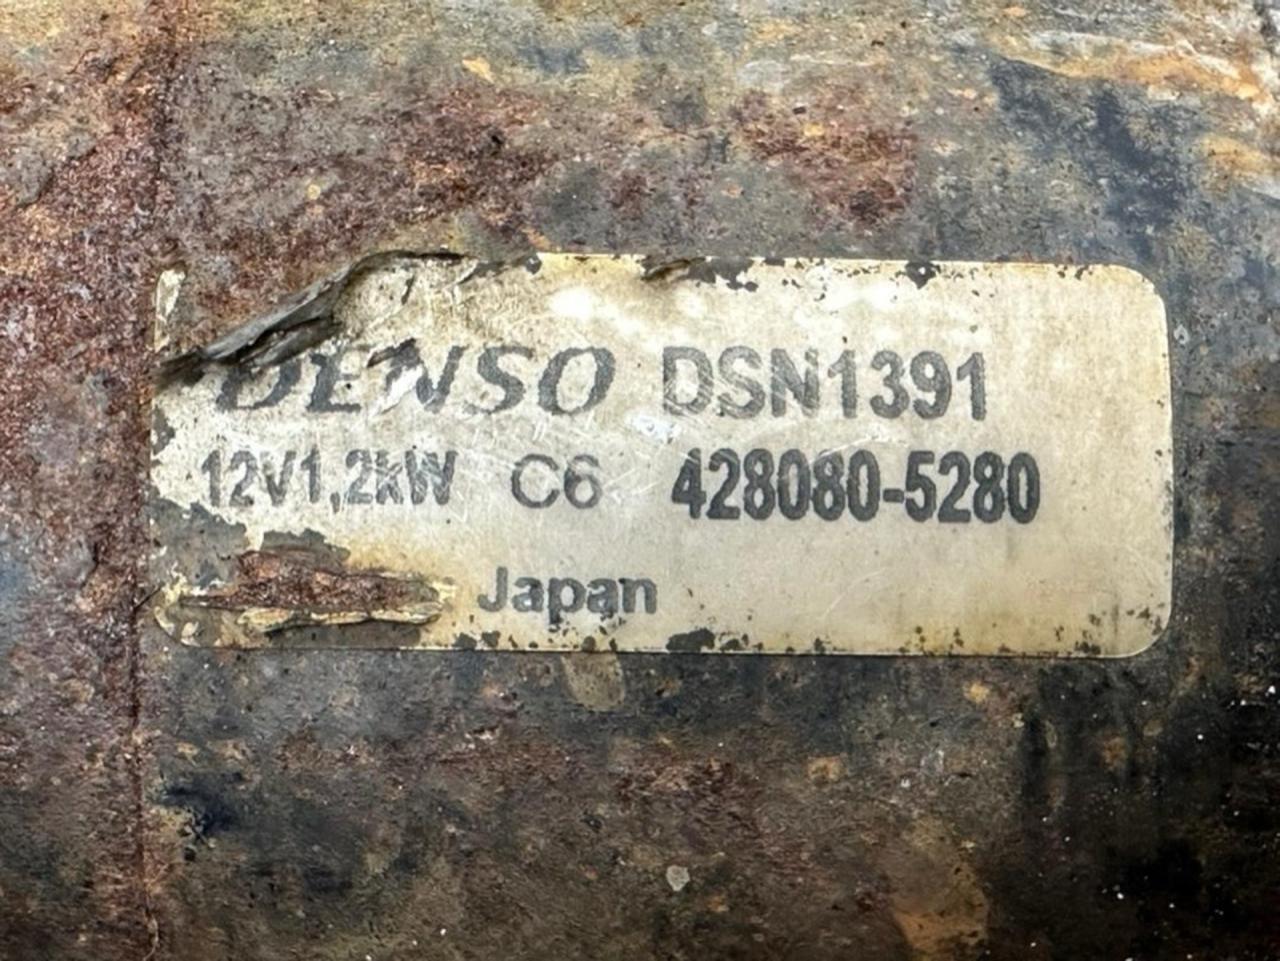 DENSO DSN1391
12V1,2kW C6 428080-5280
Japan